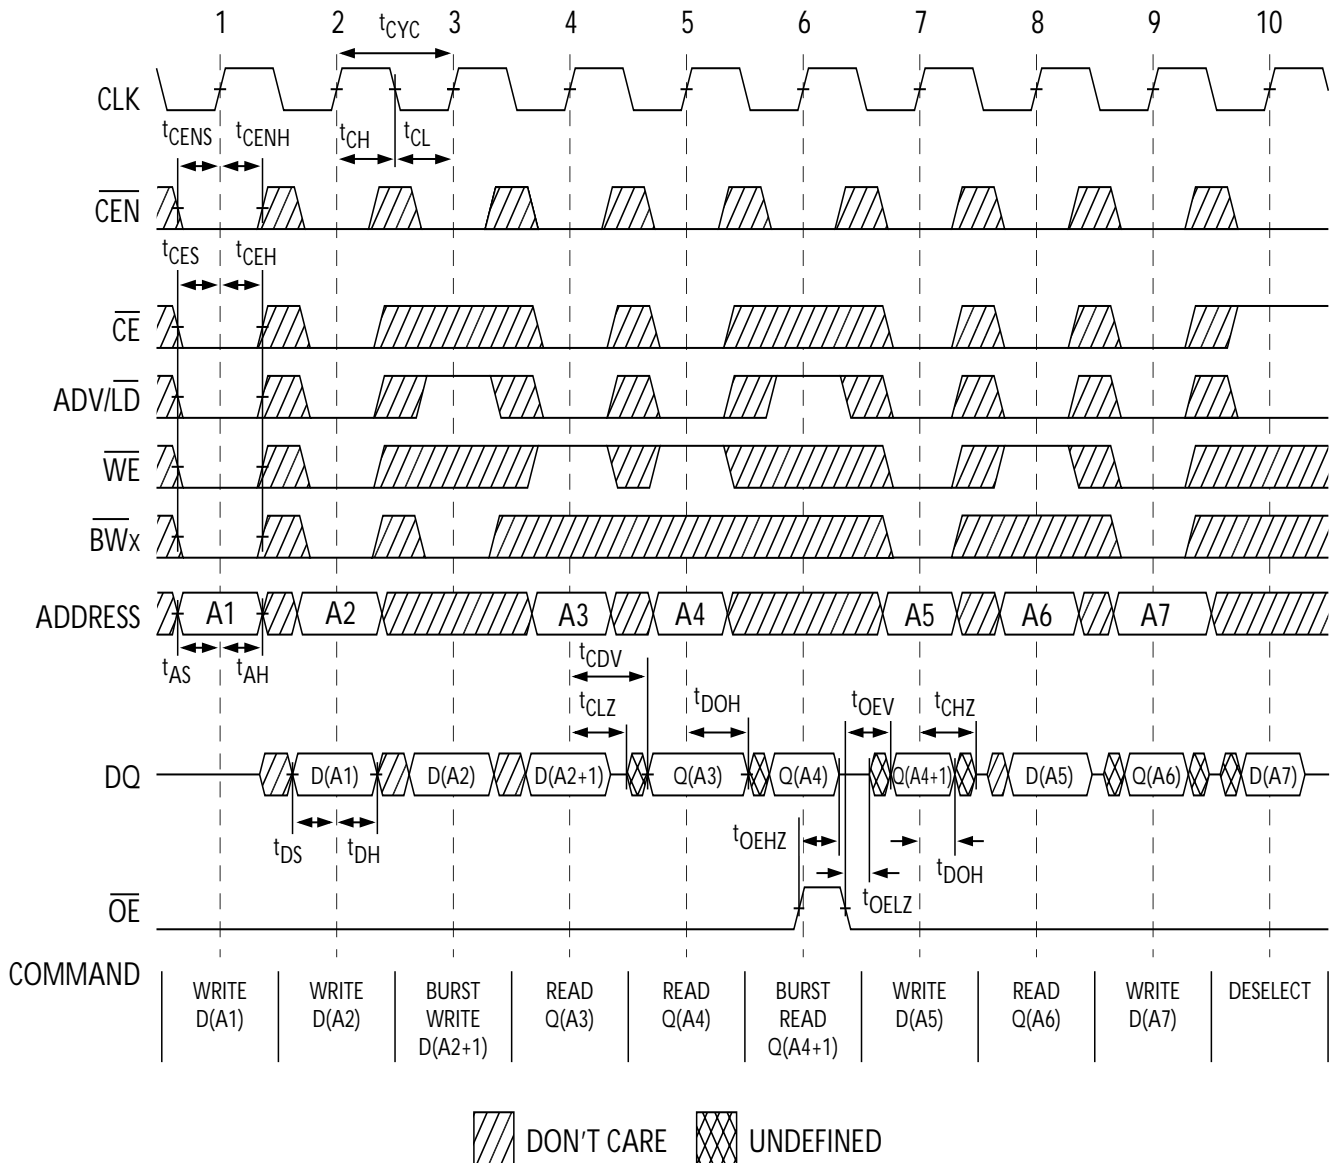 1 2 tCYC 3 4 5 6 7 8 9 10
CLK
tCENS tCENH tCH tCL
CEN
tCES tCEH
CE
ADV/LD
WE
BWx
ADDRESS A1 A2 A3 A4 A5 A6 A7
tAS tAH tCDV
tCLZ tDOH tOEV tCHZ
DQ D(A1) D(A2) D(A2+1) Q(A3) Q(A4) Q(A4+1) D(A5) Q(A6) D(A7)
tDS tDH tOEHZ tDOH
tOELZ
OE
COMMAND
WRITE WRITE BURST READ READ BURST WRITE READ WRITE DESELECT
D(A1) D(A2) WRITE Q(A3) Q(A4) READ D(A5) Q(A6) D(A7)
D(A2+1) Q(A4+1)
DON'T CARE UNDEFINED